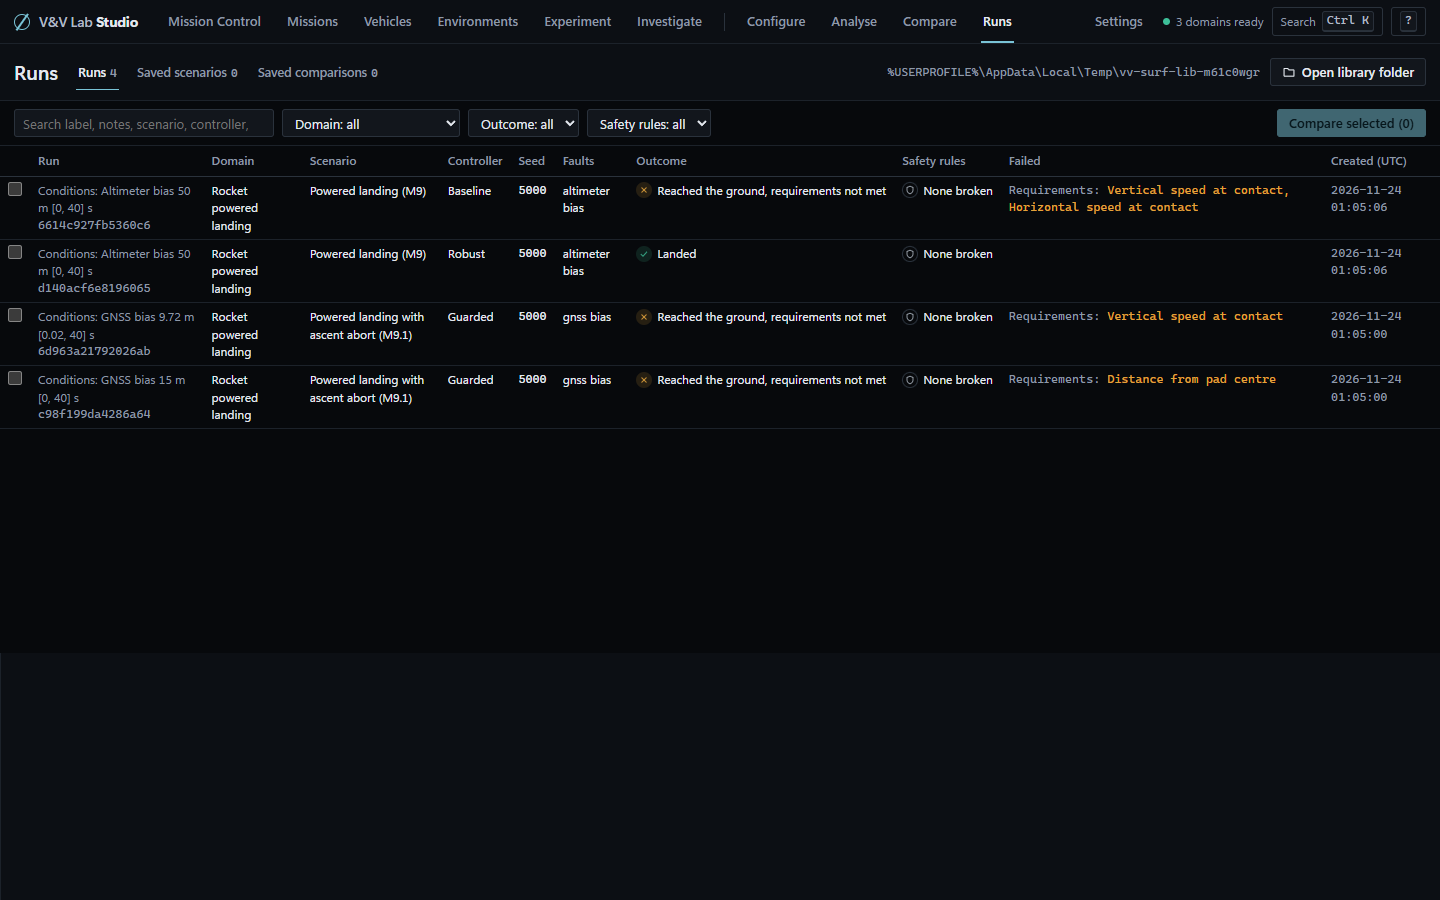 V&V Lab Studio Mission Control Missions Vehicles Environments Experiment Investigate Configure Analyse Compare Runs Settings 3 domains ready Search Ctrl K ?
Runs Runs 4 Saved scenarios 0 Saved comparisons 0 %USERPROFILE%\AppData\Local\Temp\vv-surf-lib-m61c0wgr Open library folder
Search label, notes, scenario, controller, Domain: all Outcome: all Safety rules: all Compare selected (0)
Run Domain Scenario Controller Seed Faults Outcome Safety rules Failed Created (UTC)
Conditions: Altimeter bias 50 Rocket Powered landing (M9) Baseline 5000 altimeter Reached the ground, requirements not met None broken Requirements: Vertical speed at contact, 2026-11-24
m [0, 40] s powered bias Horizontal speed at contact 01:05:06
6614c927fb5360c6 landing
Conditions: Altimeter bias 50 Rocket Powered landing (M9) Robust 5000 altimeter Landed None broken 2026-11-24
m [0, 40] s powered bias 01:05:06
d140acf6e8196065 landing
Conditions: GNSS bias 9.72 m Rocket Powered landing with Guarded 5000 gnss bias Reached the ground, requirements not met None broken Requirements: Vertical speed at contact 2026-11-24
[0.02, 40] s powered ascent abort (M9.1) 01:05:00
6d963a21792026ab landing
Conditions: GNSS bias 15 m Rocket Powered landing with Guarded 5000 gnss bias Reached the ground, requirements not met None broken Requirements: Distance from pad centre 2026-11-24
[0, 40] s powered ascent abort (M9.1) 01:05:00
c98f199da4286a64 landing